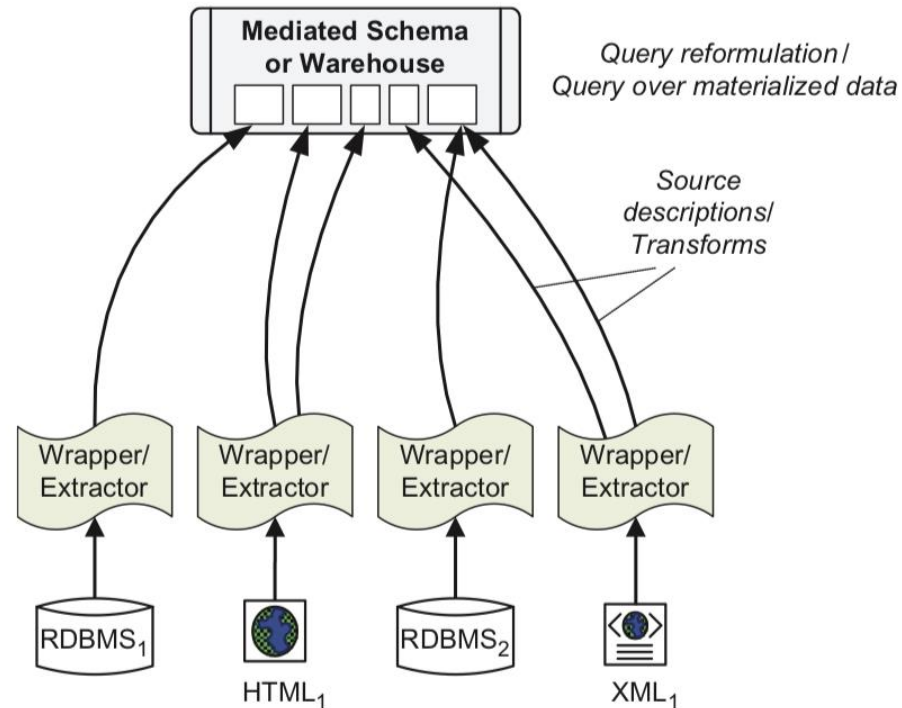 Mediated Schema
or Warehouse
Query reformulation/
Query over materialized data
Source
descriptions/
Transforms
Wrapper/
Extractor
Wrapper/
Extractor
Wrapper/
Extractor
Wrapper/
Extractor
RDBMS₁
HTML₁
RDBMS₂
XML₁